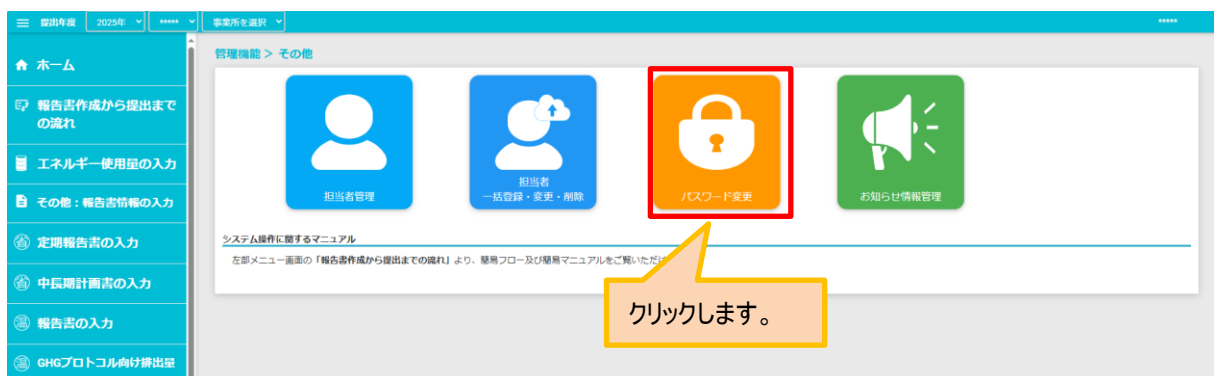 提出年度 2025年 ***** 事業所を選択 *****
管理機能 > その他
ホーム
報告書作成から提出まで
の流れ
エネルギー使用量の入力
その他：報告書情報の入力
定期報告書の入力
中長期計画書の入力
報告書の入力
GHGプロトコル向け排出量
担当者管理
担当者
一括登録・変更・削除
パスワード変更
お知らせ情報管理
システム操作に関するマニュアル
左部メニュー画面の「報告書作成から提出までの流れ」より、簡易フロー及び簡易マニュアルをご覧いただけ
クリックします。